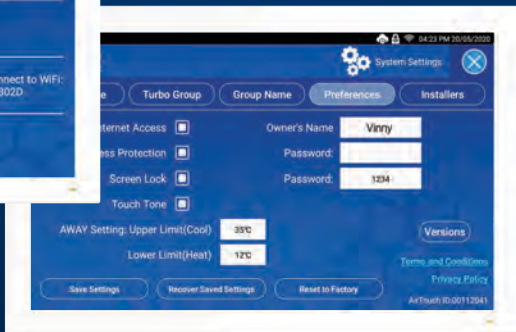 nnect to WiFi:
302D
04:23 PM 20/05/2020
System Settings
e Turbo Group Group Name Preferences Installers
ternet Access Owner's Name Vinny
ess Protection Password:
Screen Lock Password: 1234
Touch Tone
AWAY Setting: Upper Limit(Cool) 35°C
Lower Limit(Heat) 12°C
Versions
Terms and Conditions
Privacy Policy
Save Settings Recover Saved Settings Reset to Factory
AirTouch ID:00112041